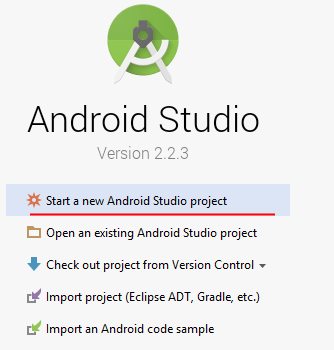 Android Studio
Version 2.2.3
Start a new Android Studio project
Open an existing Android Studio project
Check out project from Version Control
Import project (Eclipse ADT, Gradle, etc.)
Import an Android code sample